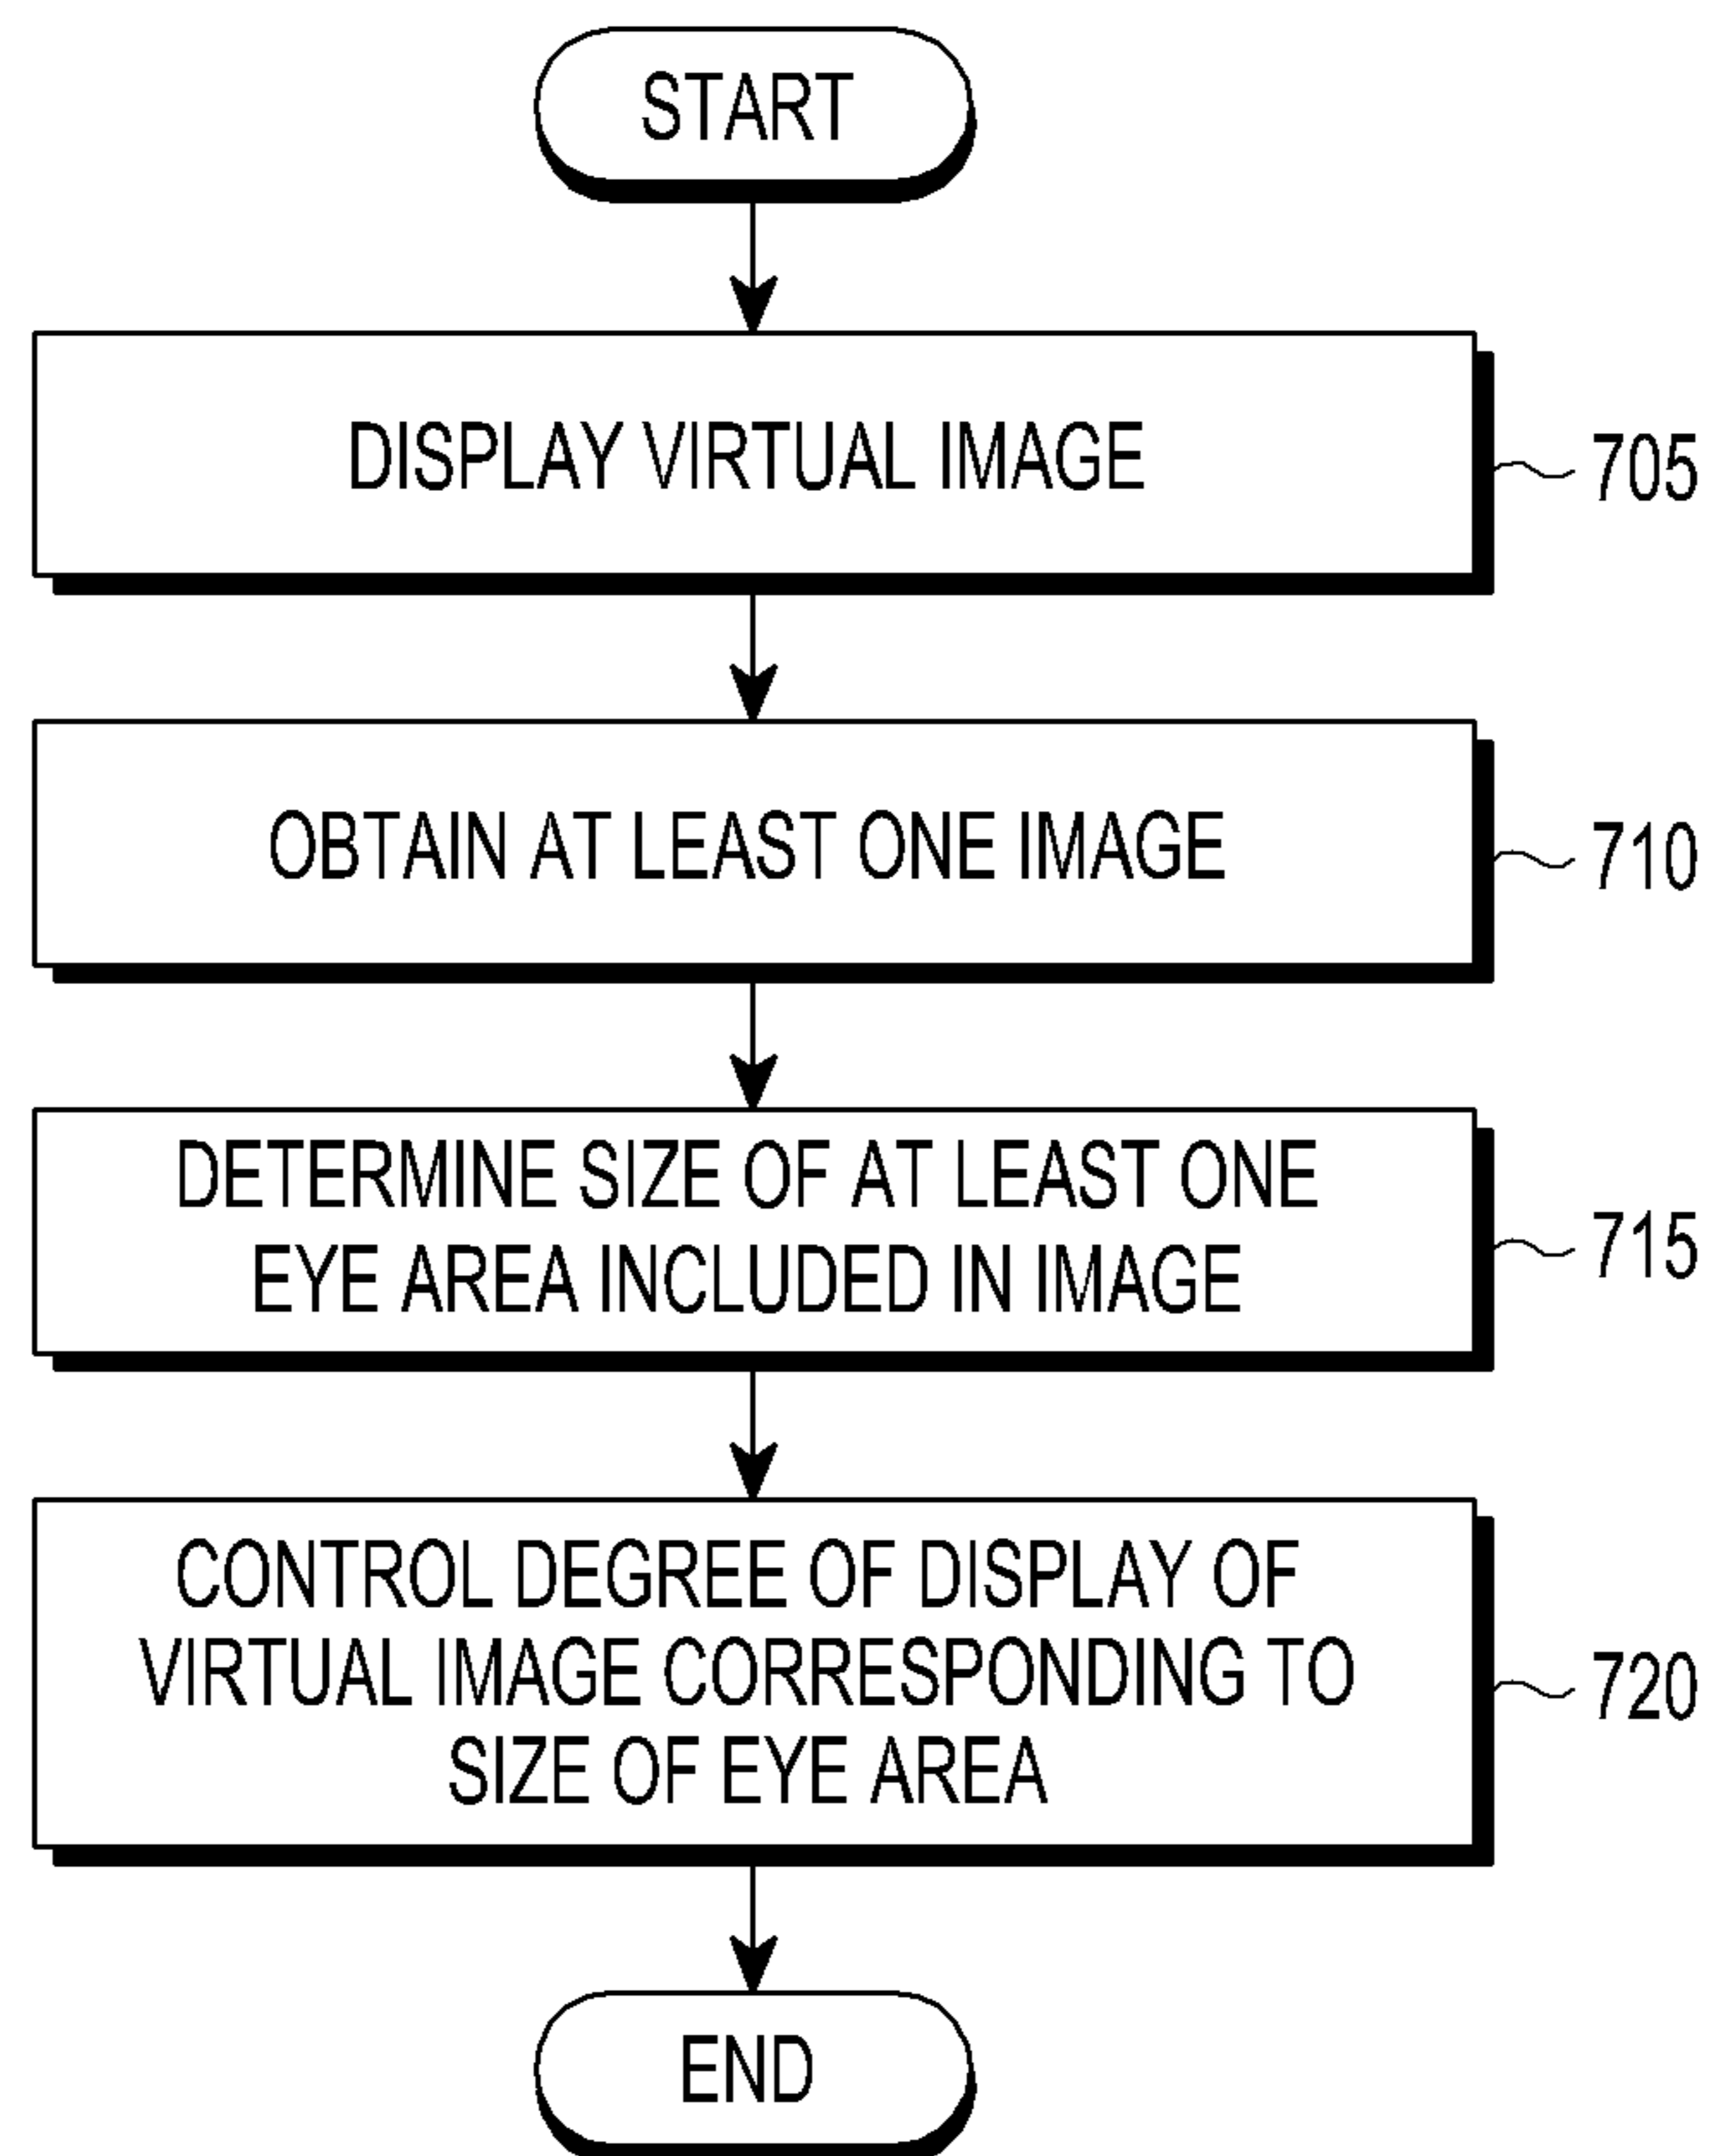 START
DISPLAY VIRTUAL IMAGE
705
OBTAIN AT LEAST ONE IMAGE
710
DETERMINE SIZE OF AT LEAST ONE
EYE AREA INCLUDED IN IMAGE
715
CONTROL DEGREE OF DISPLAY OF
VIRTUAL IMAGE CORRESPONDING TO
SIZE OF EYE AREA
720
END